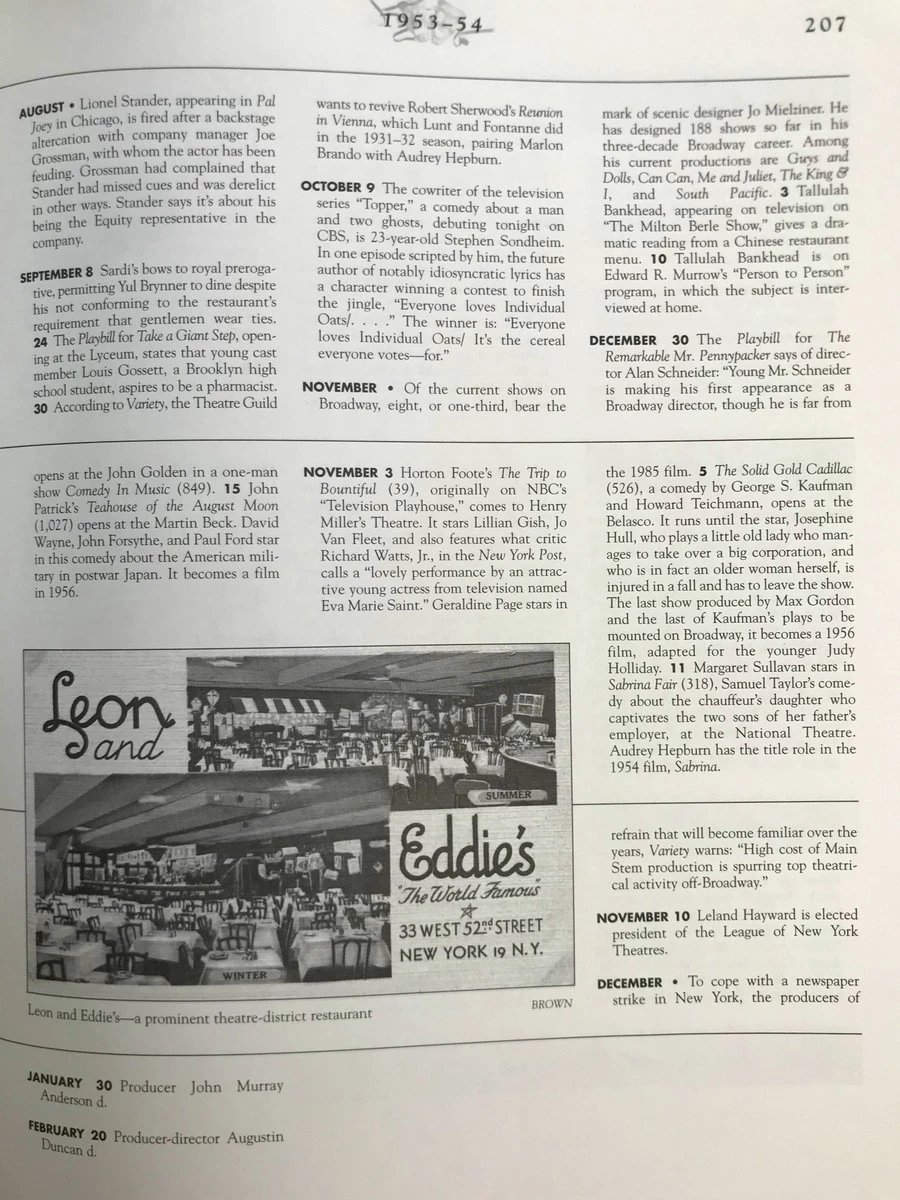 1953–54
207
AUGUST • Lionel Stander, appearing in Pal
Joey in Chicago, is fired after a backstage
altercation with company manager Joe
Grossman, with whom the actor has been
feuding. Grossman had complained that
Stander had missed cues and was derelict
in other ways. Stander says it's about his
being the Equity representative in the
company.
SEPTEMBER 8 Sardi's bows to royal preroga-
tive, permitting Yul Brynner to dine despite
his not conforming to the restaurant's
requirement that gentlemen wear ties.
24 The Playbill for Take a Giant Step, open-
ing at the Lyceum, states that young cast
member Louis Gossett, a Brooklyn high
school student, aspires to be a pharmacist.
30 According to Variety, the Theatre Guild
wants to revive Robert Sherwood's Reunion
in Vienna, which Lunt and Fontanne did
in the 1931–32 season, pairing Marlon
Brando with Audrey Hepburn.
OCTOBER 9 The cowriter of the television
series "Topper," a comedy about a man
and two ghosts, debuting tonight on
CBS, is 23-year-old Stephen Sondheim.
In one episode scripted by him, the future
author of notably idiosyncratic lyrics has
a character winning a contest to finish
the jingle, "Everyone loves Individual
Oats/. . . ." The winner is: "Everyone
loves Individual Oats/ It's the cereal
everyone votes—for."
NOVEMBER • Of the current shows on
Broadway, eight, or one-third, bear the
mark of scenic designer Jo Mielziner. He
has designed 188 shows so far in his
three-decade Broadway career. Among
his current productions are Guys and
Dolls, Can Can, Me and Juliet, The King &
I, and South Pacific. 3 Tallulah
Bankhead, appearing on television on
"The Milton Berle Show," gives a dra-
matic reading from a Chinese restaurant
menu. 10 Tallulah Bankhead is on
Edward R. Murrow's "Person to Person"
program, in which the subject is inter-
viewed at home.
DECEMBER 30 The Playbill for The
Remarkable Mr. Pennypacker says of direc-
tor Alan Schneider: "Young Mr. Schneider
is making his first appearance as a
Broadway director, though he is far from
opens at the John Golden in a one-man
show Comedy In Music (849). 15 John
Patrick's Teahouse of the August Moon
(1,027) opens at the Martin Beck. David
Wayne, John Forsythe, and Paul Ford star
in this comedy about the American mili-
tary in postwar Japan. It becomes a film
in 1956.
NOVEMBER 3 Horton Foote's The Trip to
Bountiful (39), originally on NBC's
"Television Playhouse," comes to Henry
Miller's Theatre. It stars Lillian Gish, Jo
Van Fleet, and also features what critic
Richard Watts, Jr., in the New York Post,
calls a "lovely performance by an attrac-
tive young actress from television named
Eva Marie Saint." Geraldine Page stars in
the 1985 film. 5 The Solid Gold Cadillac
(526), a comedy by George S. Kaufman
and Howard Teichmann, opens at the
Belasco. It runs until the star, Josephine
Hull, who plays a little old lady who man-
ages to take over a big corporation, and
who is in fact an older woman herself, is
injured in a fall and has to leave the show.
The last show produced by Max Gordon
and the last of Kaufman's plays to be
mounted on Broadway, it becomes a 1956
film, adapted for the younger Judy
Holliday. 11 Margaret Sullavan stars in
Sabrina Fair (318), Samuel Taylor's come-
dy about the chauffeur's daughter who
captivates the two sons of her father's
employer, at the National Theatre.
Audrey Hepburn has the title role in the
1954 film, Sabrina.
Leon
and
SUMMER
Eddie's
"The World Famous"
33 WEST 52nd STREET
NEW YORK 19 N.Y.
WINTER
BROWN
Leon and Eddie's—a prominent theatre-district restaurant
refrain that will become familiar over the
years, Variety warns: "High cost of Main
Stem production is spurring top theatri-
cal activity off-Broadway."
NOVEMBER 10 Leland Hayward is elected
president of the League of New York
Theatres.
DECEMBER • To cope with a newspaper
strike in New York, the producers of
JANUARY 30 Producer John Murray
Anderson d.
FEBRUARY 20 Producer-director Augustin
Duncan d.